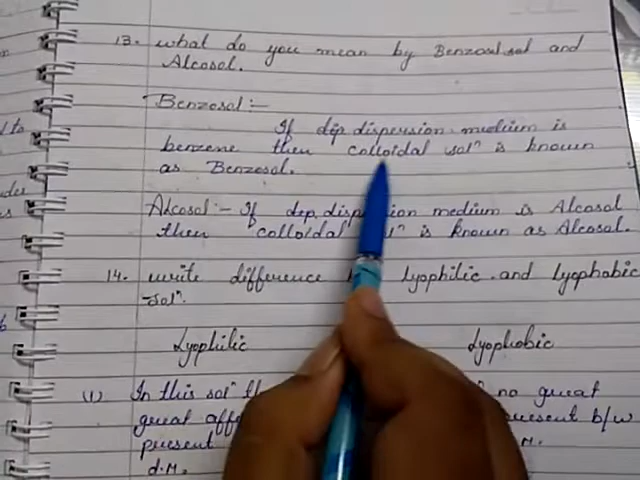 13. what do you mean by Benzosol sol and
Alcosol.
Benzosol :-
If dip dispersion medium is
benzene then colloidal solⁿ is known
as Benzosol.
Alcosol :- If dep. dispersion medium is Alcosol
then colloidal solⁿ is known as Alcosol.
14. write difference Lyophilic and Lyophobic
solⁿ.
Lyophilic Lyophobic
(1) In this solⁿ no great
great present b/w
present
d.M. M.